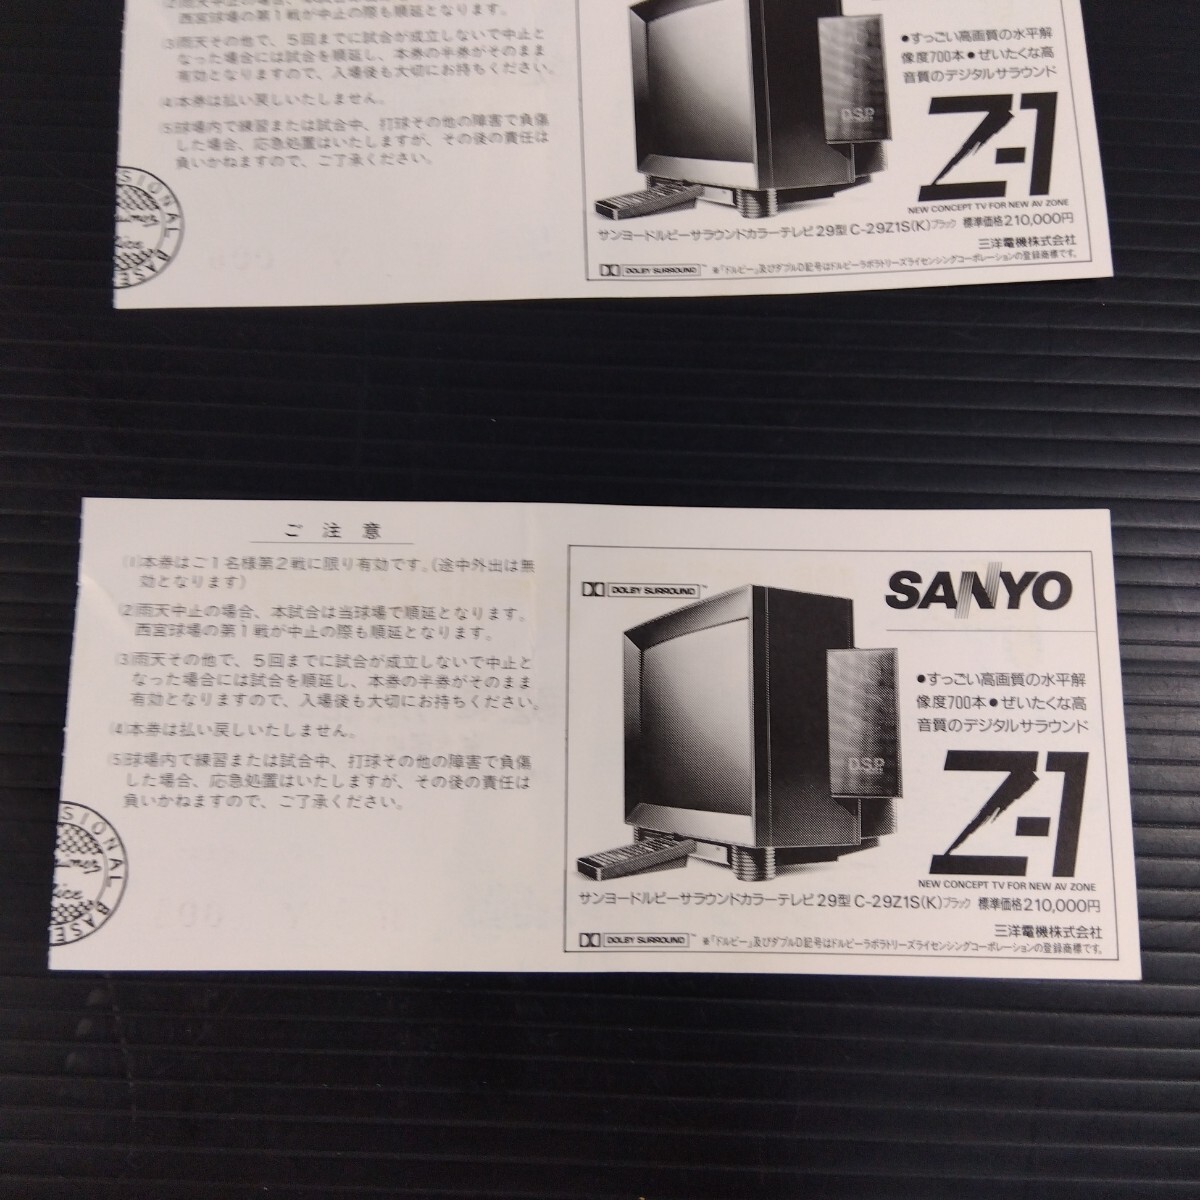 西宮球場の第1戦が中止の際も順延となります。
(3)雨天その他で、5回までに試合が成立しないで中止と
なった場合には試合を順延し、本券の半券がそのまま
有効となりますので、入場後も大切にお持ちください。
(4)本券は払い戻しいたしません。
(5)球場内で練習または試合中、打球その他の障害で負傷
した場合、応急処置はいたしますが、その後の責任は
負いかねますので、ご了承ください。
SIONAL BASE
D.S.P
●すっごい高画質の水平解
像度700本●ぜいたくな高
音質のデジタルサラウンド
Z-1
NEW CONCEPT TV FOR NEW AV ZONE
サンヨードルビーサラウンドカラーテレビ29型 C-29Z1S(K)ブラック 標準価格210,000円
三洋電機株式会社
DOLBY SURROUND™ ※「ドルビー」及びダブルD記号はドルビーラボラトリーズライセンシングコーポレーションの登録商標です。
ご注意
(1)本券はご1名様第2戦に限り有効です。(途中外出は無
効となります)
(2)雨天中止の場合、本試合は当球場で順延となります。
西宮球場の第1戦が中止の際も順延となります。
(3)雨天その他で、5回までに試合が成立しないで中止と
なった場合には試合を順延し、本券の半券がそのまま
有効となりますので、入場後も大切にお持ちください。
(4)本券は払い戻しいたしません。
(5)球場内で練習または試合中、打球その他の障害で負傷
した場合、応急処置はいたしますが、その後の責任は
負いかねますので、ご了承ください。
SIONAL BASE
DOLBY SURROUND™
SANYO
D.S.P
●すっごい高画質の水平解
像度700本●ぜいたくな高
音質のデジタルサラウンド
Z-1
NEW CONCEPT TV FOR NEW AV ZONE
サンヨードルビーサラウンドカラーテレビ29型 C-29Z1S(K)ブラック 標準価格210,000円
三洋電機株式会社
DOLBY SURROUND™ ※「ドルビー」及びダブルD記号はドルビーラボラトリーズライセンシングコーポレーションの登録商標です。